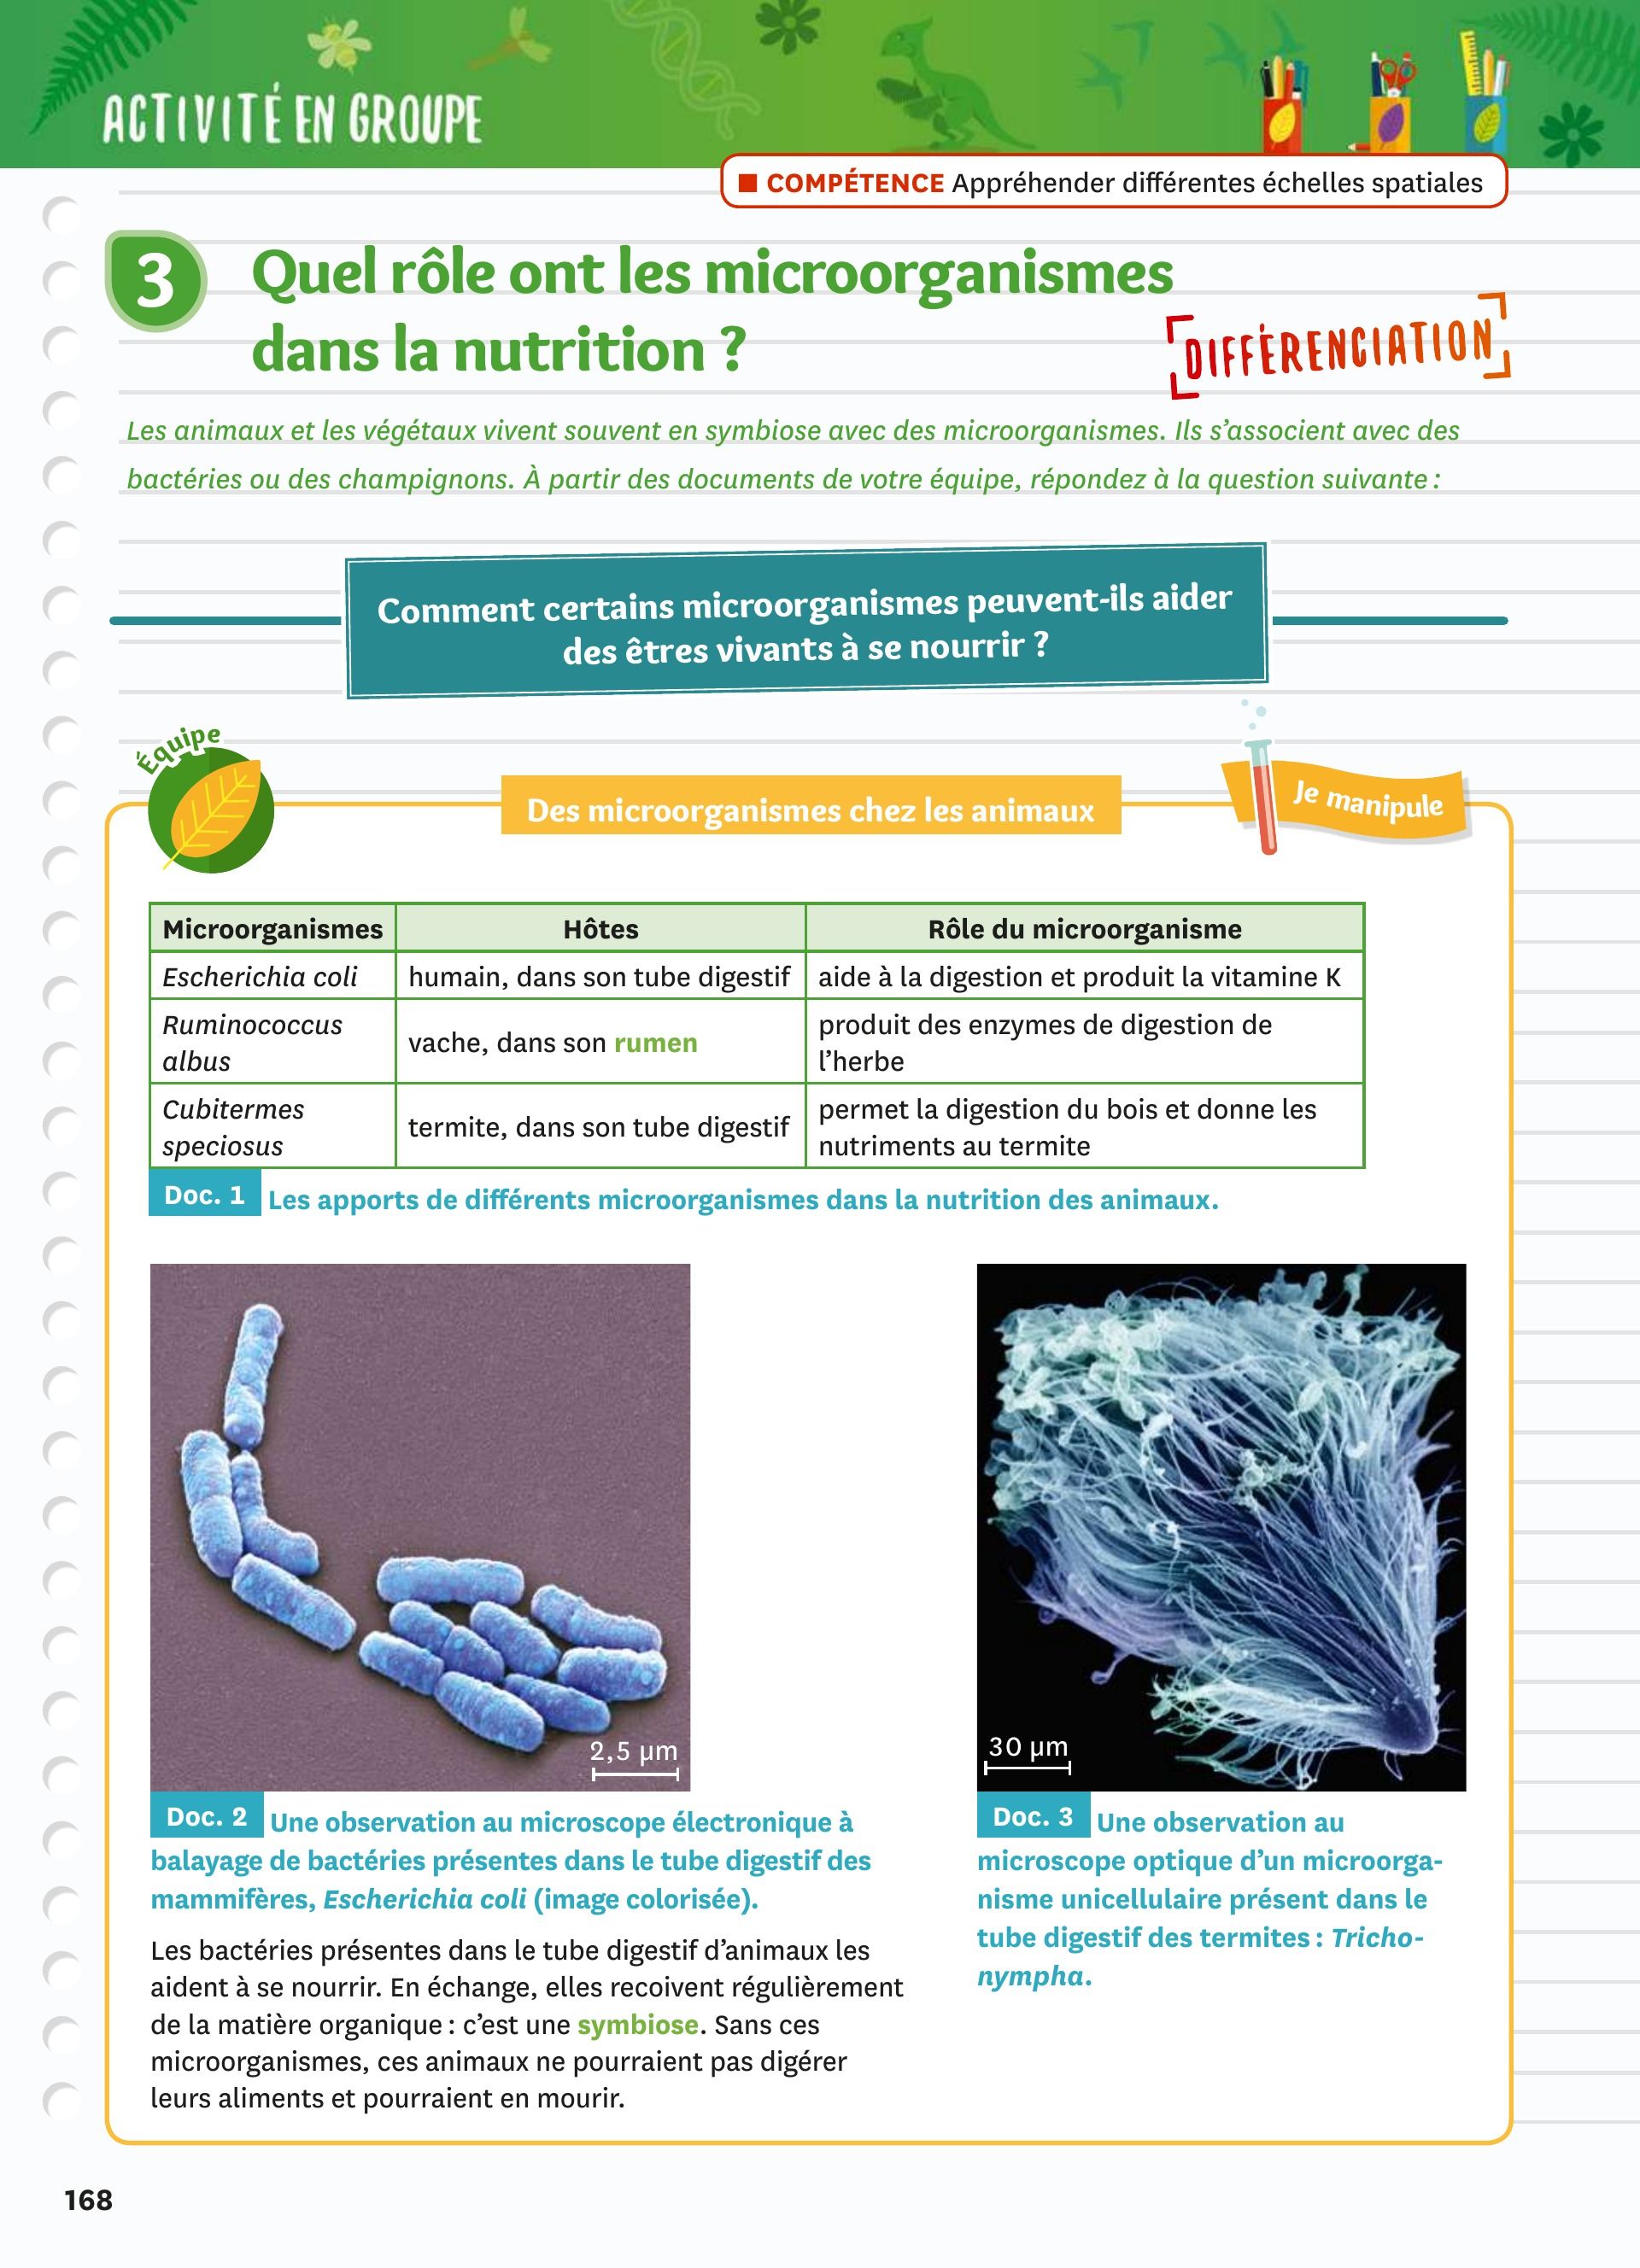 ACTIVITÉ EN GROUPE
■ COMPÉTENCE Appréhender différentes échelles spatiales
3
Quel rôle ont les microorganismes
dans la nutrition ?
DIFFÉRENCIATION
Les animaux et les végétaux vivent souvent en symbiose avec des microorganismes. Ils s'associent avec des
bactéries ou des champignons. À partir des documents de votre équipe, répondez à la question suivante :
Comment certains microorganismes peuvent-ils aider
des êtres vivants à se nourrir ?
Équipe
Des microorganismes chez les animaux
Je manipule
Microorganismes Hôtes Rôle du microorganisme
Escherichia coli humain, dans son tube digestif aide à la digestion et produit la vitamine K
Ruminococcus
albus
vache, dans son rumen
produit des enzymes de digestion de
l'herbe
Cubitermes
speciosus
termite, dans son tube digestif
permet la digestion du bois et donne les
nutriments au termite
Doc. 1 Les apports de différents microorganismes dans la nutrition des animaux.
2,5 µm
Doc. 2 Une observation au microscope électronique à
balayage de bactéries présentes dans le tube digestif des
mammifères, Escherichia coli (image colorisée).
Les bactéries présentes dans le tube digestif d'animaux les
aident à se nourrir. En échange, elles recoivent régulièrement
de la matière organique : c'est une symbiose. Sans ces
microorganismes, ces animaux ne pourraient pas digérer
leurs aliments et pourraient en mourir.
30 µm
Doc. 3 Une observation au
microscope optique d'un microorga-
nisme unicellulaire présent dans le
tube digestif des termites : Tricho-
nympha.
168